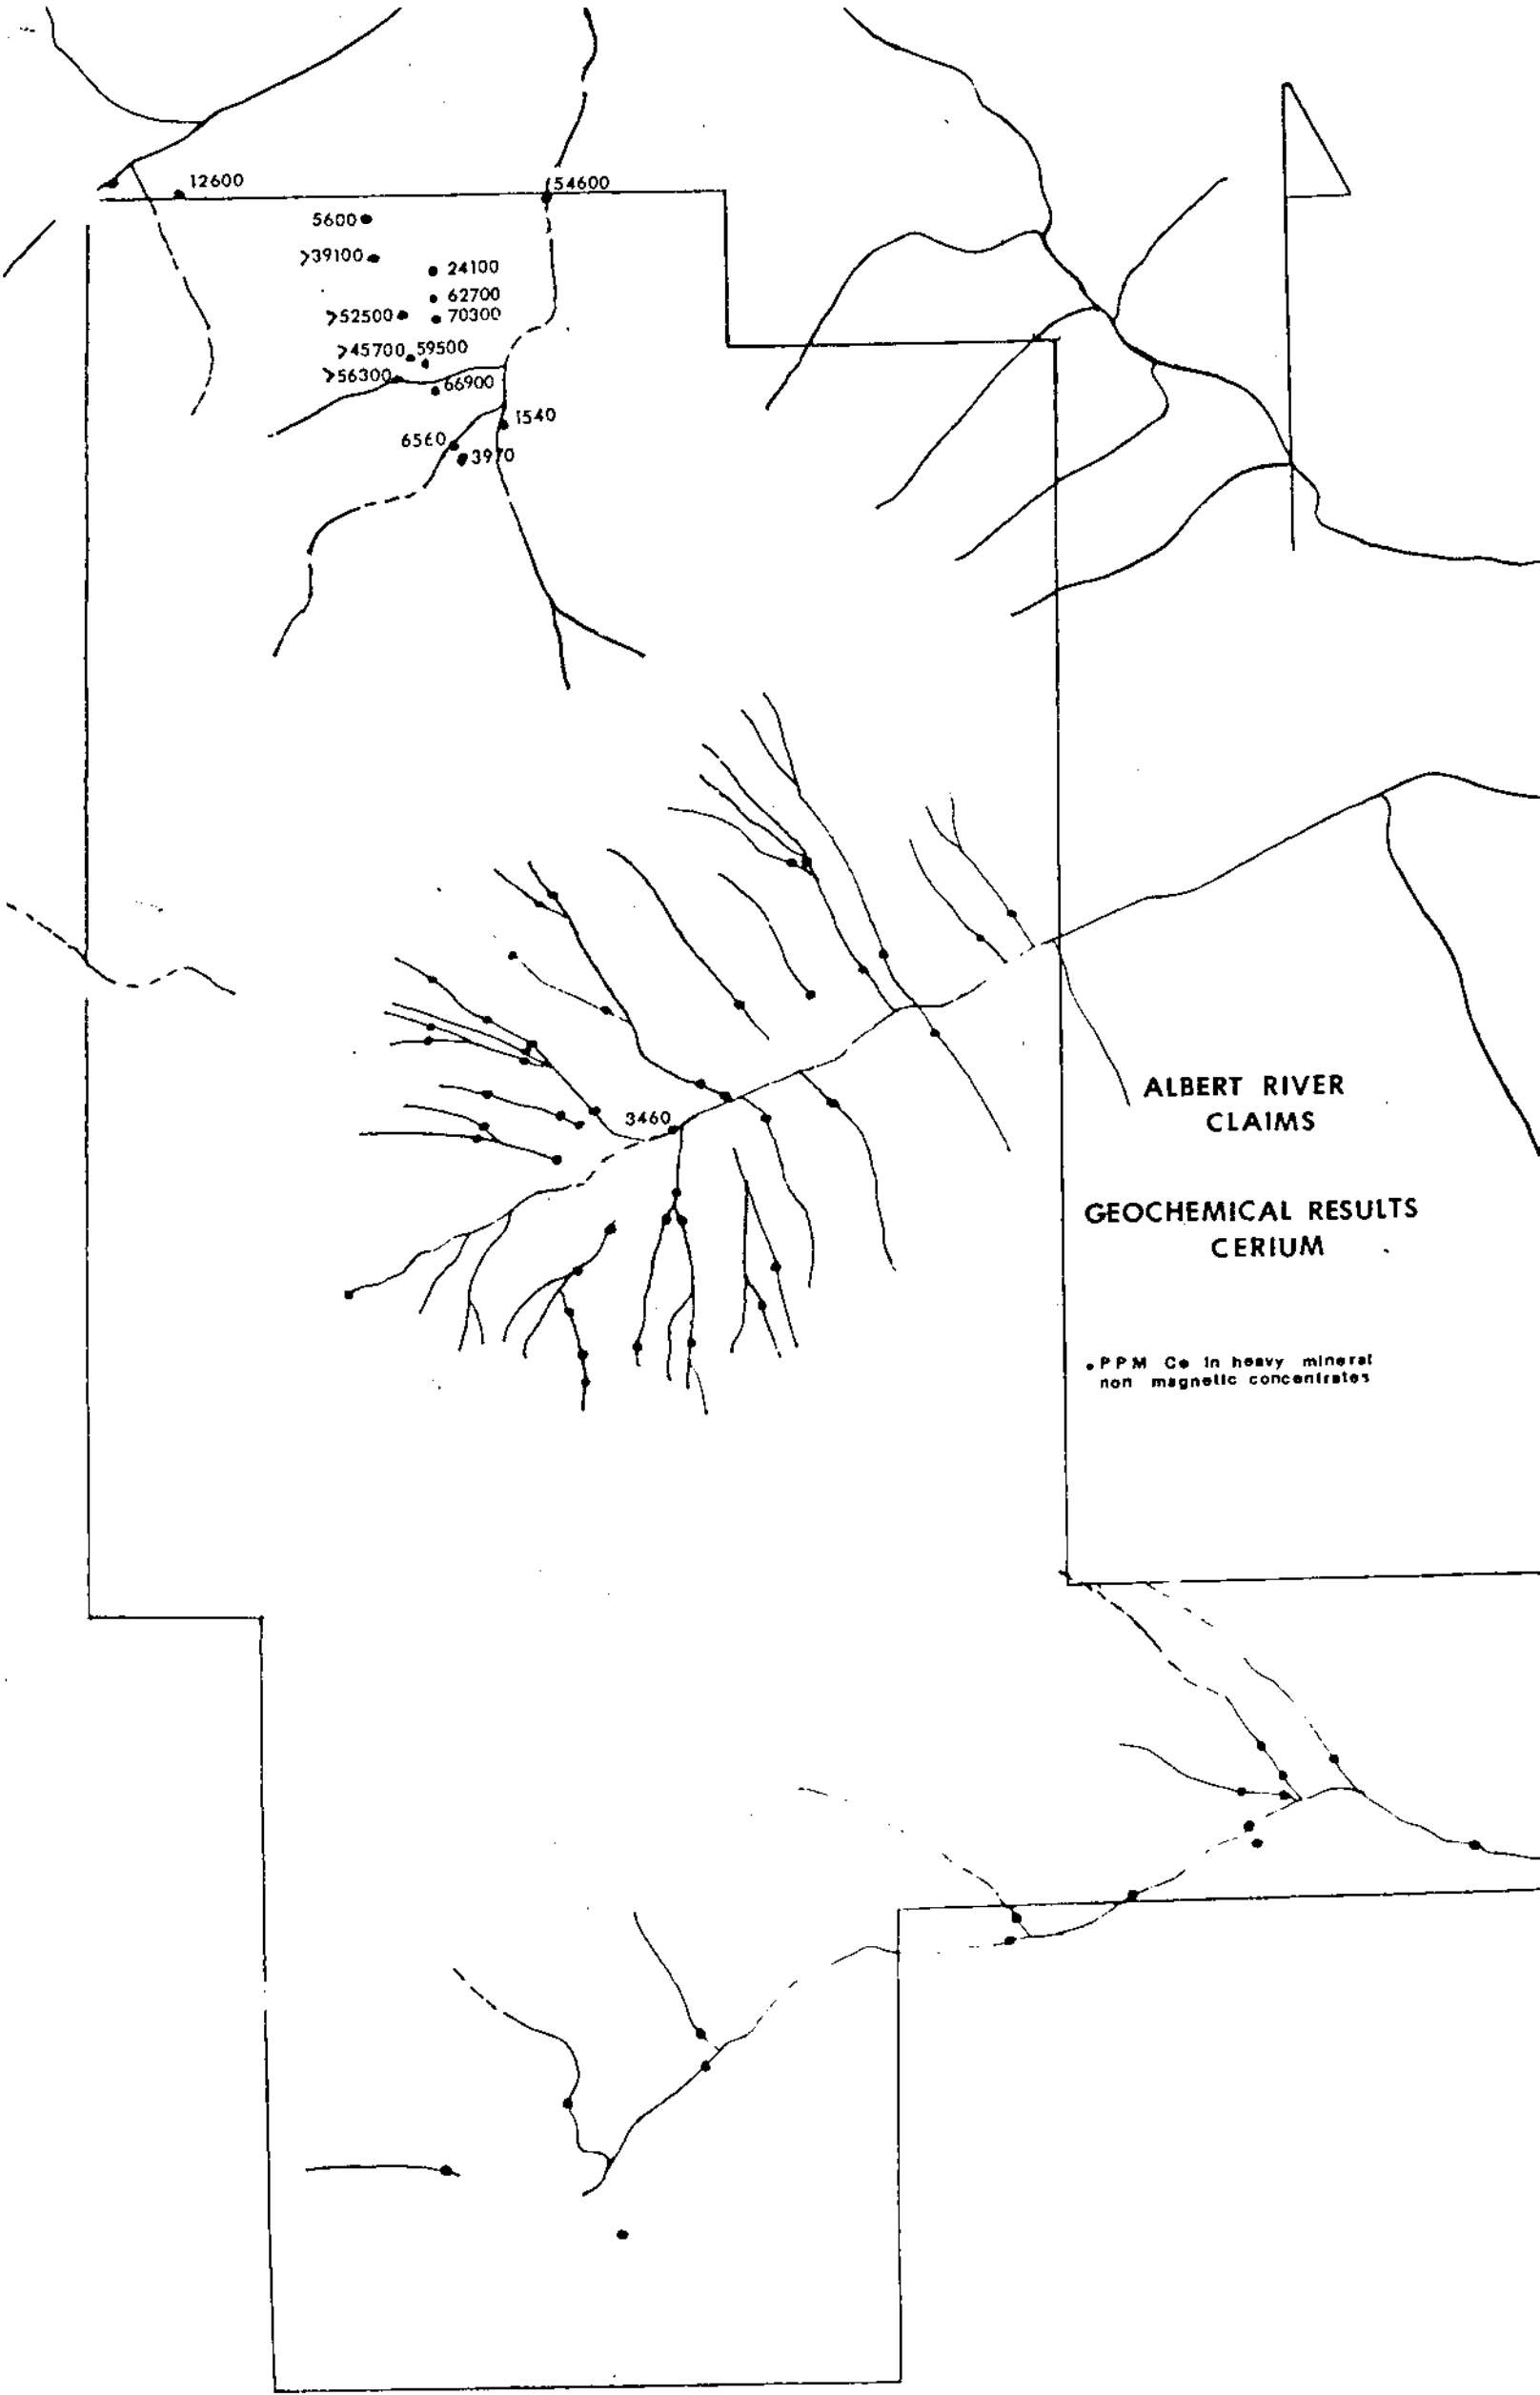 12600
54600
5600
>39100
24100
62700
>52500
70300
>45700
59500
>56300
66900
1540
6560
3970
3460
ALBERT RIVER
CLAIMS
GEOCHEMICAL RESULTS
CERIUM
PPM Ce in heavy mineral
non magnetic concentrates